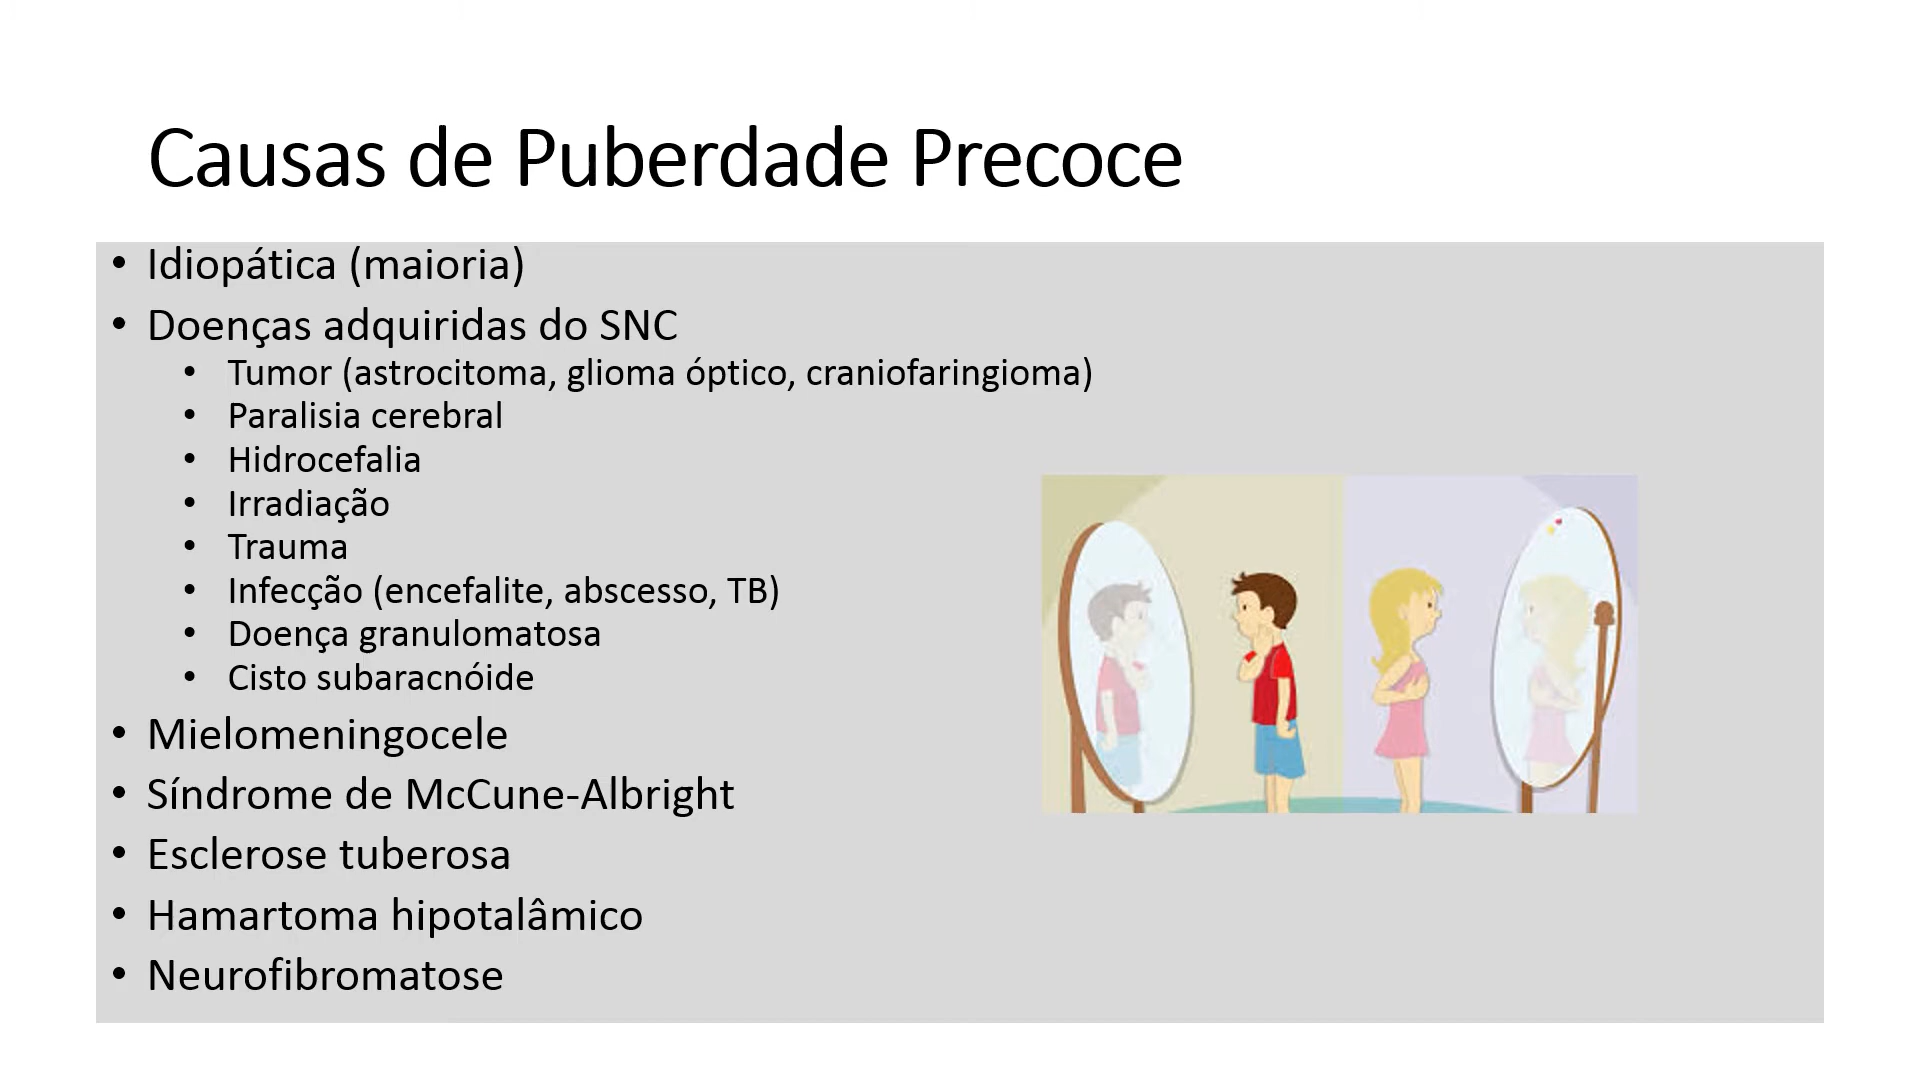 Causas de Puberdade Precoce
• Idiopática (maioria)
• Doenças adquiridas do SNC
• Tumor (astrocitoma, glioma óptico, craniofaringioma)
• Paralisia cerebral
• Hidrocefalia
• Irradiação
• Trauma
• Infecção (encefalite, abscesso, TB)
• Doença granulomatosa
• Cisto subaracnóide
• Mielomeningocele
• Síndrome de McCune-Albright
• Esclerose tuberosa
• Hamartoma hipotalâmico
• Neurofibromatose